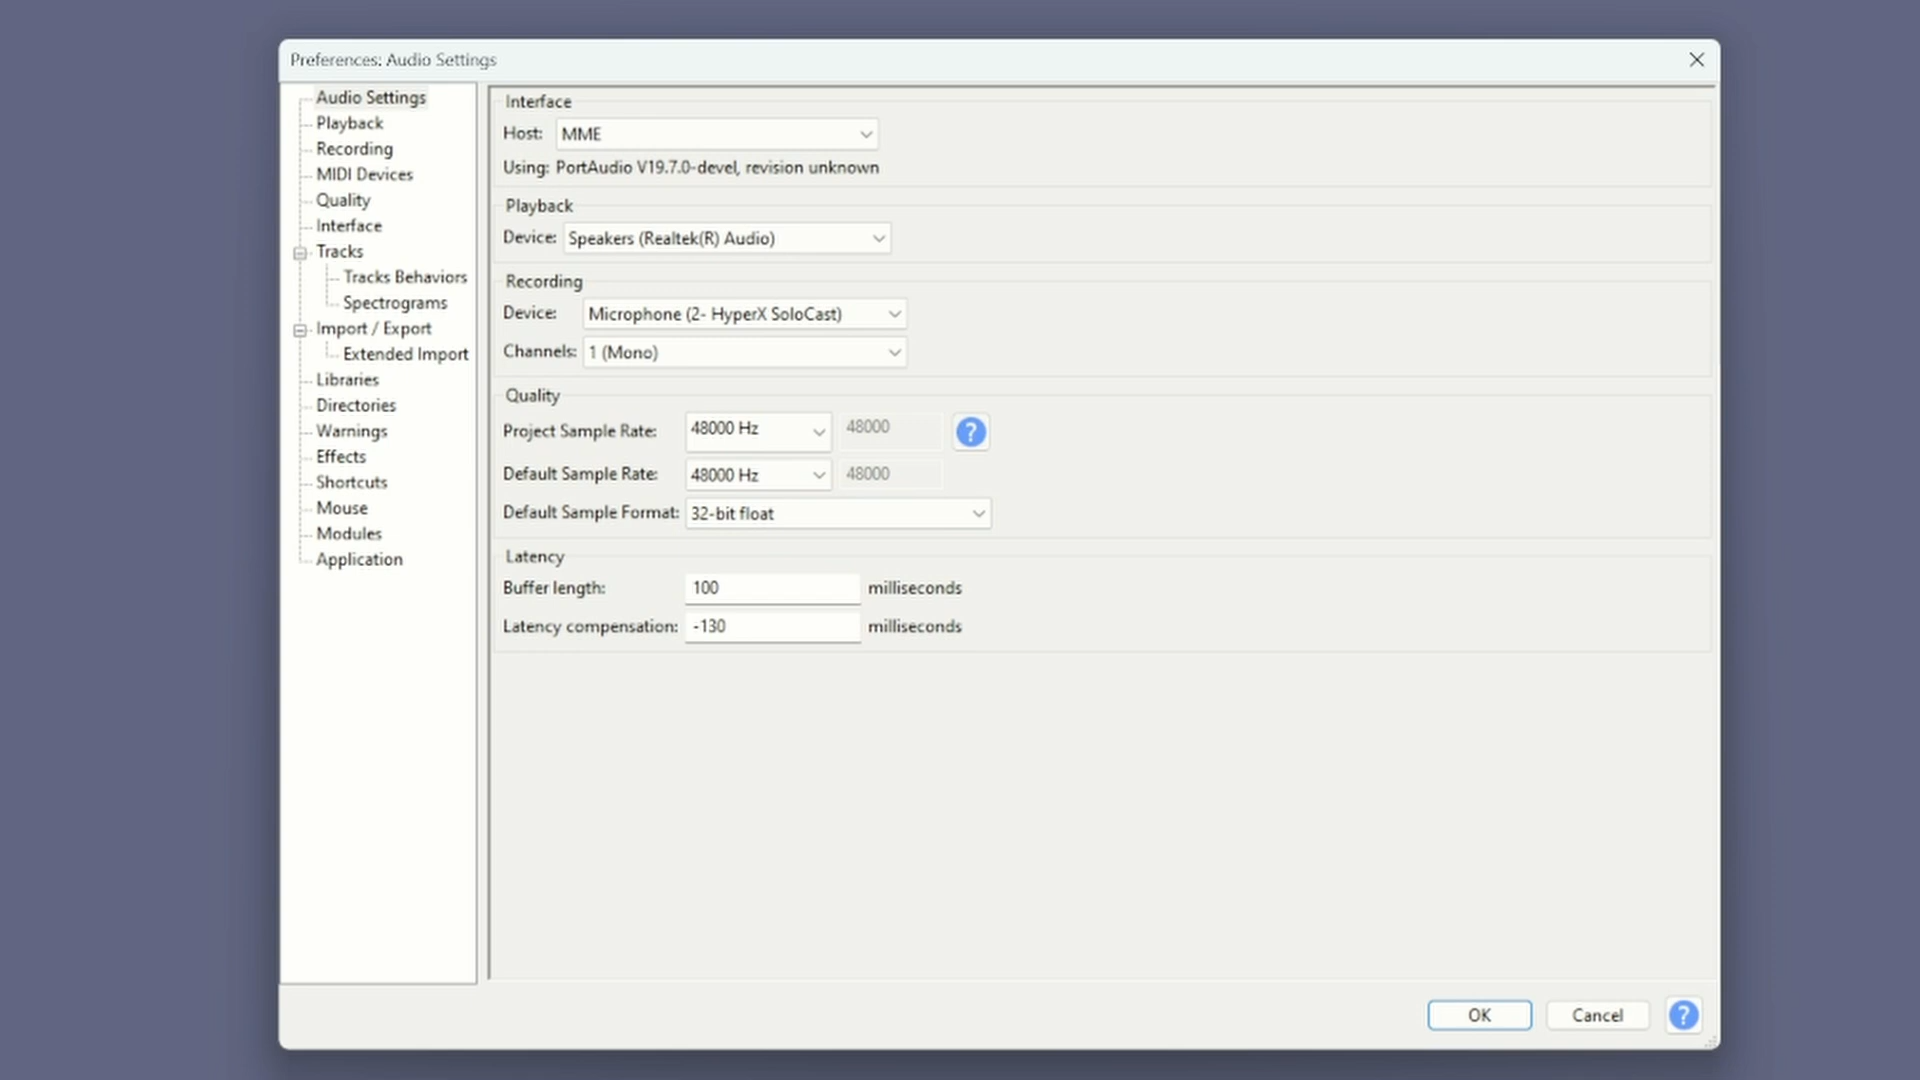 Preferences: Audio Settings
Audio Settings
Playback
Recording
MIDI Devices
Quality
Interface
Tracks
Tracks Behaviors
Spectrograms
Import / Export
Extended Import
Libraries
Directories
Warnings
Effects
Shortcuts
Mouse
Modules
Application
Interface
Host: MME
Using: PortAudio V19.7.0-devel, revision unknown
Playback
Device: Speakers (Realtek(R) Audio)
Recording
Device: Microphone (2- HyperX SoloCast)
Channels: 1 (Mono)
Quality
Project Sample Rate: 48000 Hz 48000 ?
Default Sample Rate: 48000 Hz 48000
Default Sample Format: 32-bit float
Latency
Buffer length: 100 milliseconds
Latency compensation: -130 milliseconds
OK Cancel ?